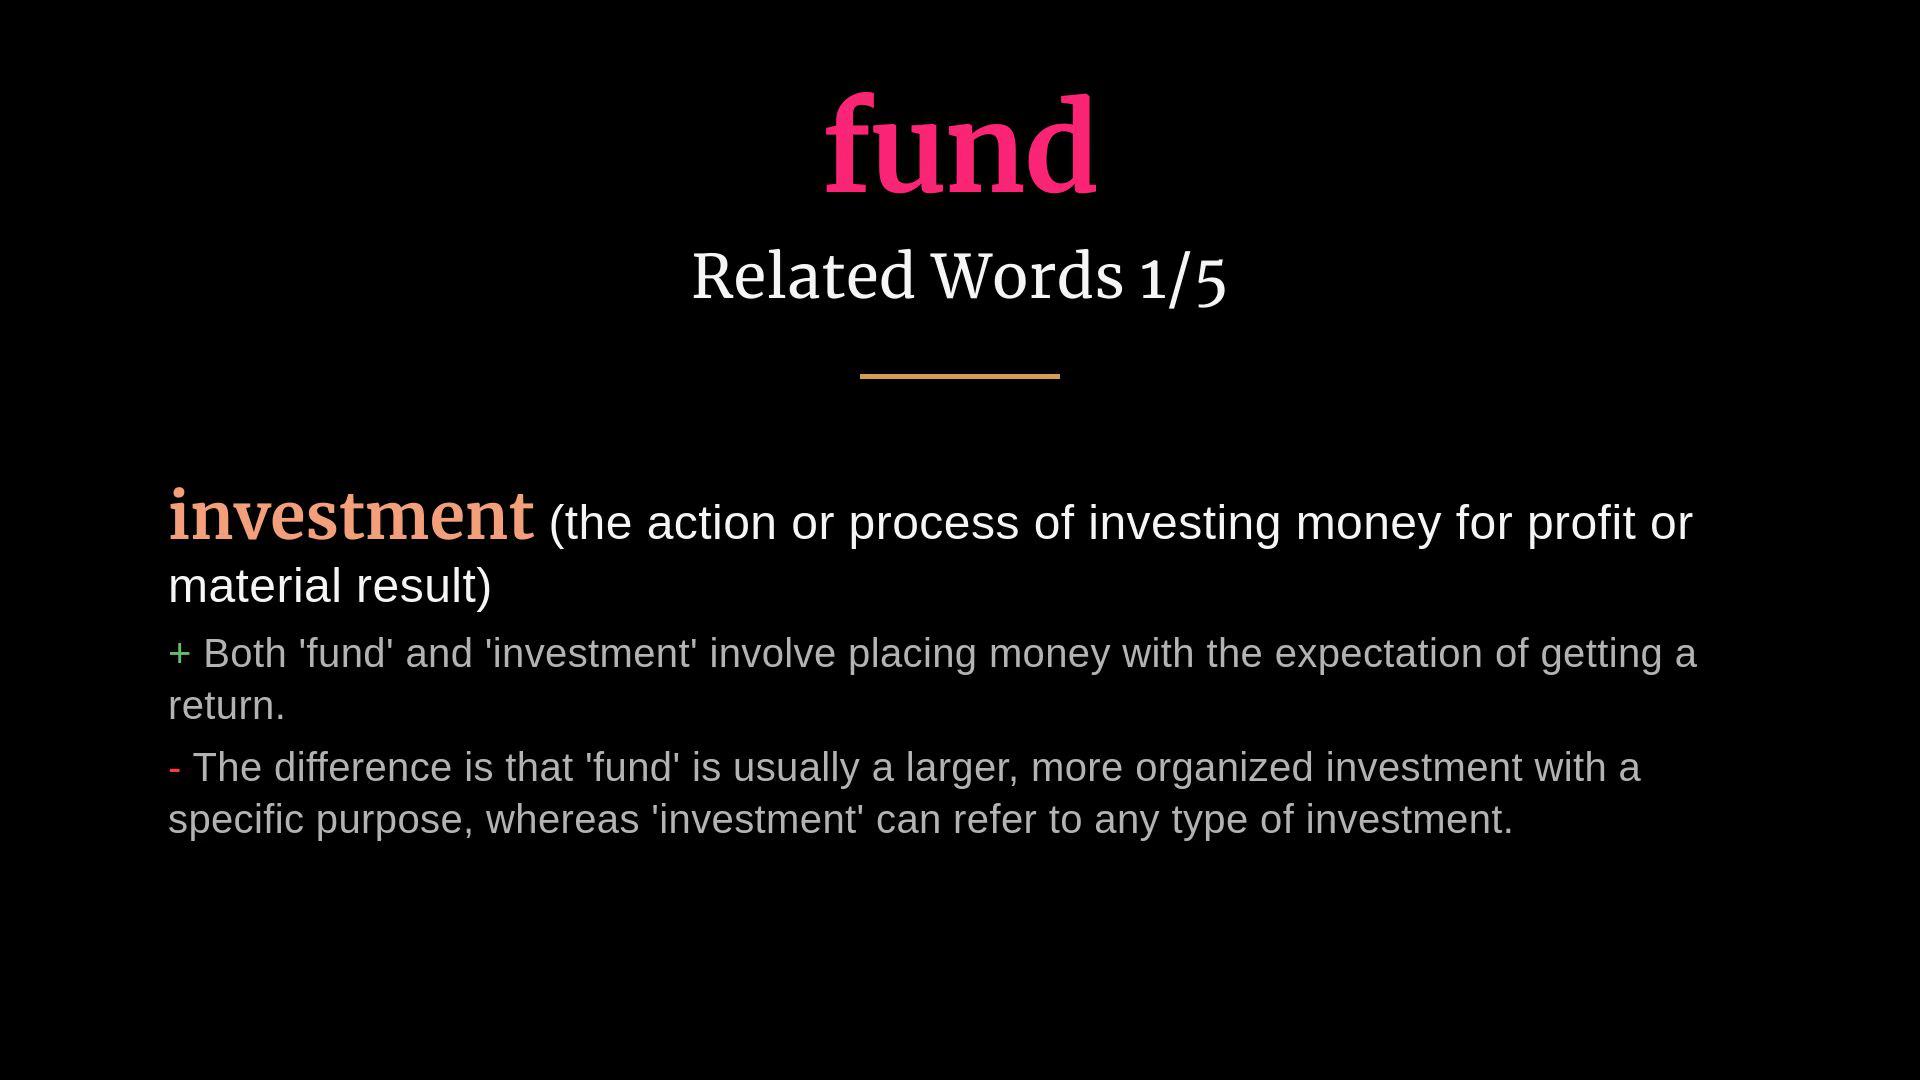 fund
Related Words 1/5
investment (the action or process of investing money for profit or
material result)
+ Both 'fund' and 'investment' involve placing money with the expectation of getting a
return.
- The difference is that 'fund' is usually a larger, more organized investment with a
specific purpose, whereas 'investment' can refer to any type of investment.